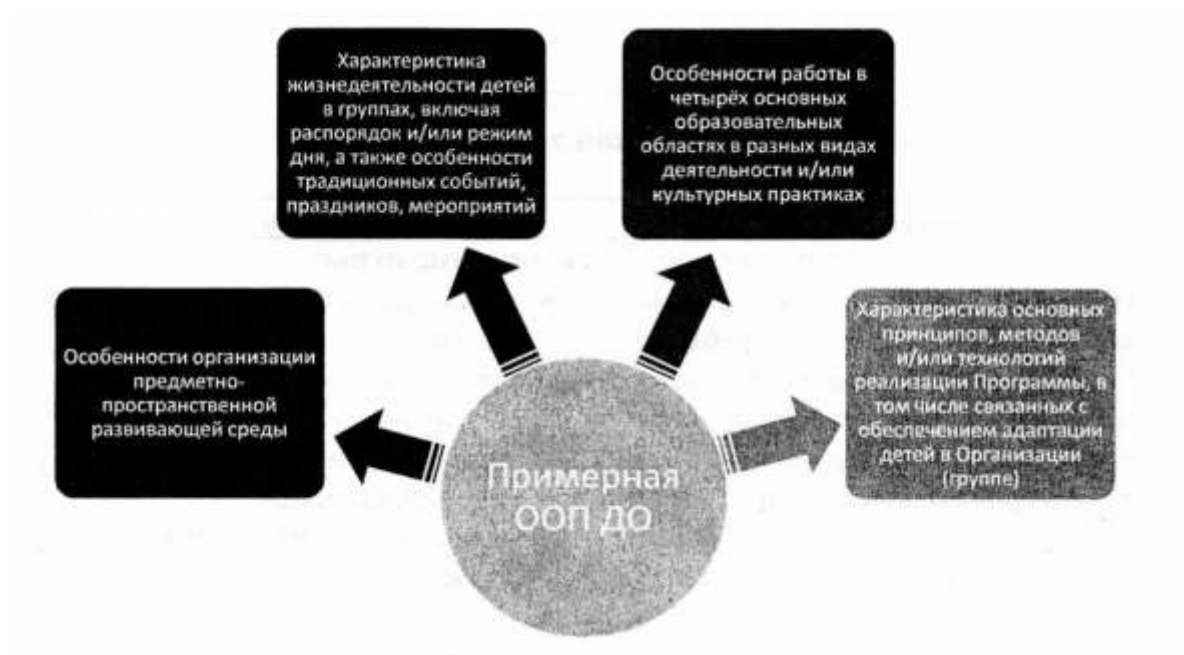 Характеристика
жизнедеятельности детей
в группах, включая
распорядок и/или режим
дня, а также особенности
традиционных событий,
праздников, мероприятий
Особенности работы в
четырёх основных
образовательных
областях в разных видах
деятельности и/или
культурных практиках
Особенности организации
предметно-
пространственной
развивающей среды
Характеристика основных
принципов, методов
и/или технологий
реализации Программы, в
том числе связанных с
обеспечением адаптации
детей в Организации
(группе)
Примерная
ООП ДО